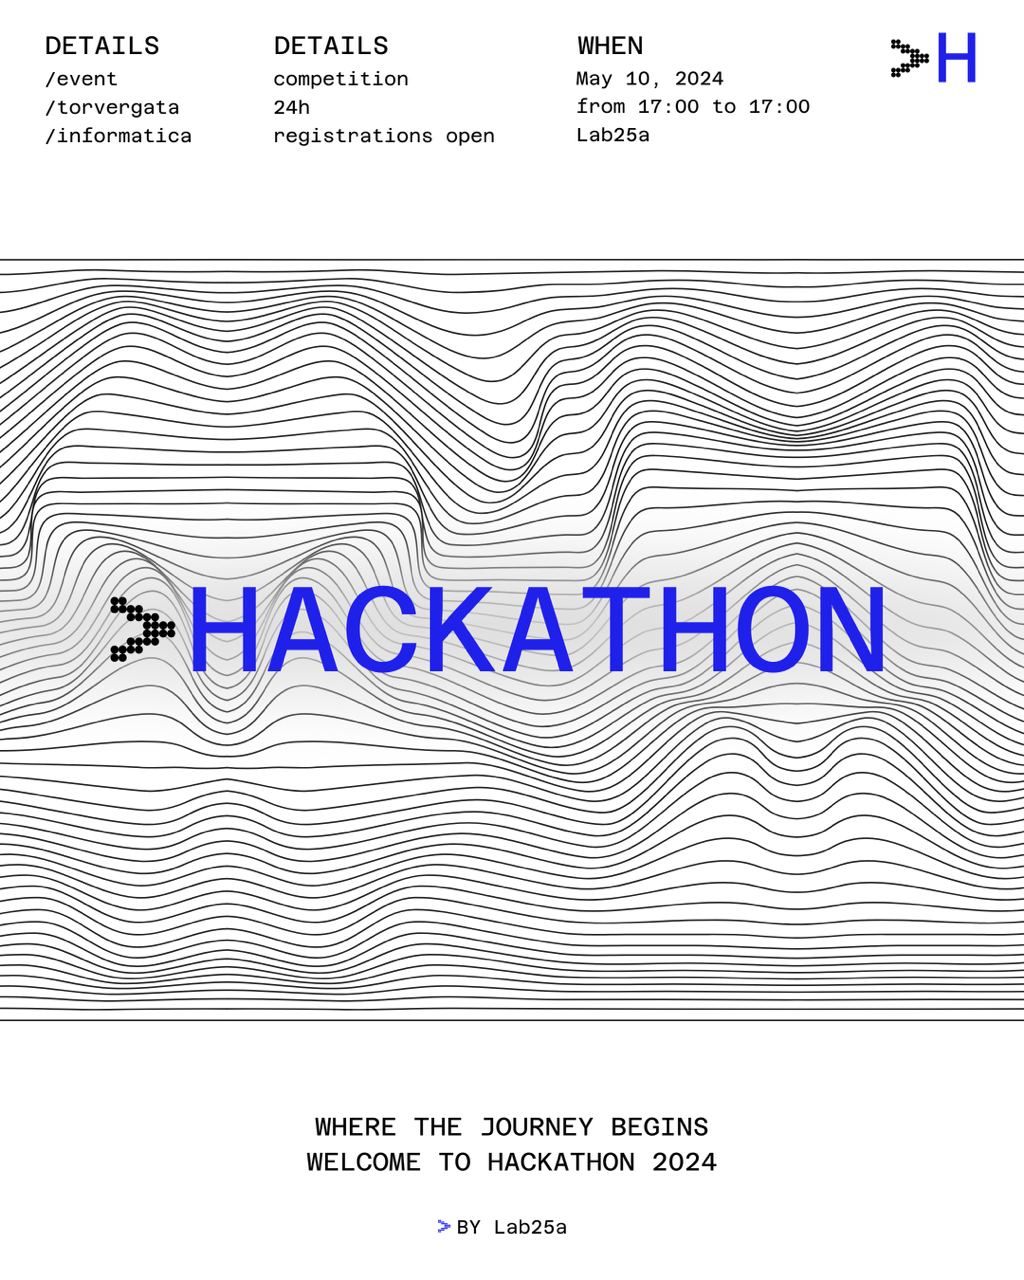 DETAILS
/event
/torvergata
/informatica
DETAILS
competition
24h
registrations open
WHEN
May 10, 2024
from 17:00 to 17:00
Lab25a
>H
>HACKATHON
WHERE THE JOURNEY BEGINS
WELCOME TO HACKATHON 2024
>BY Lab25a